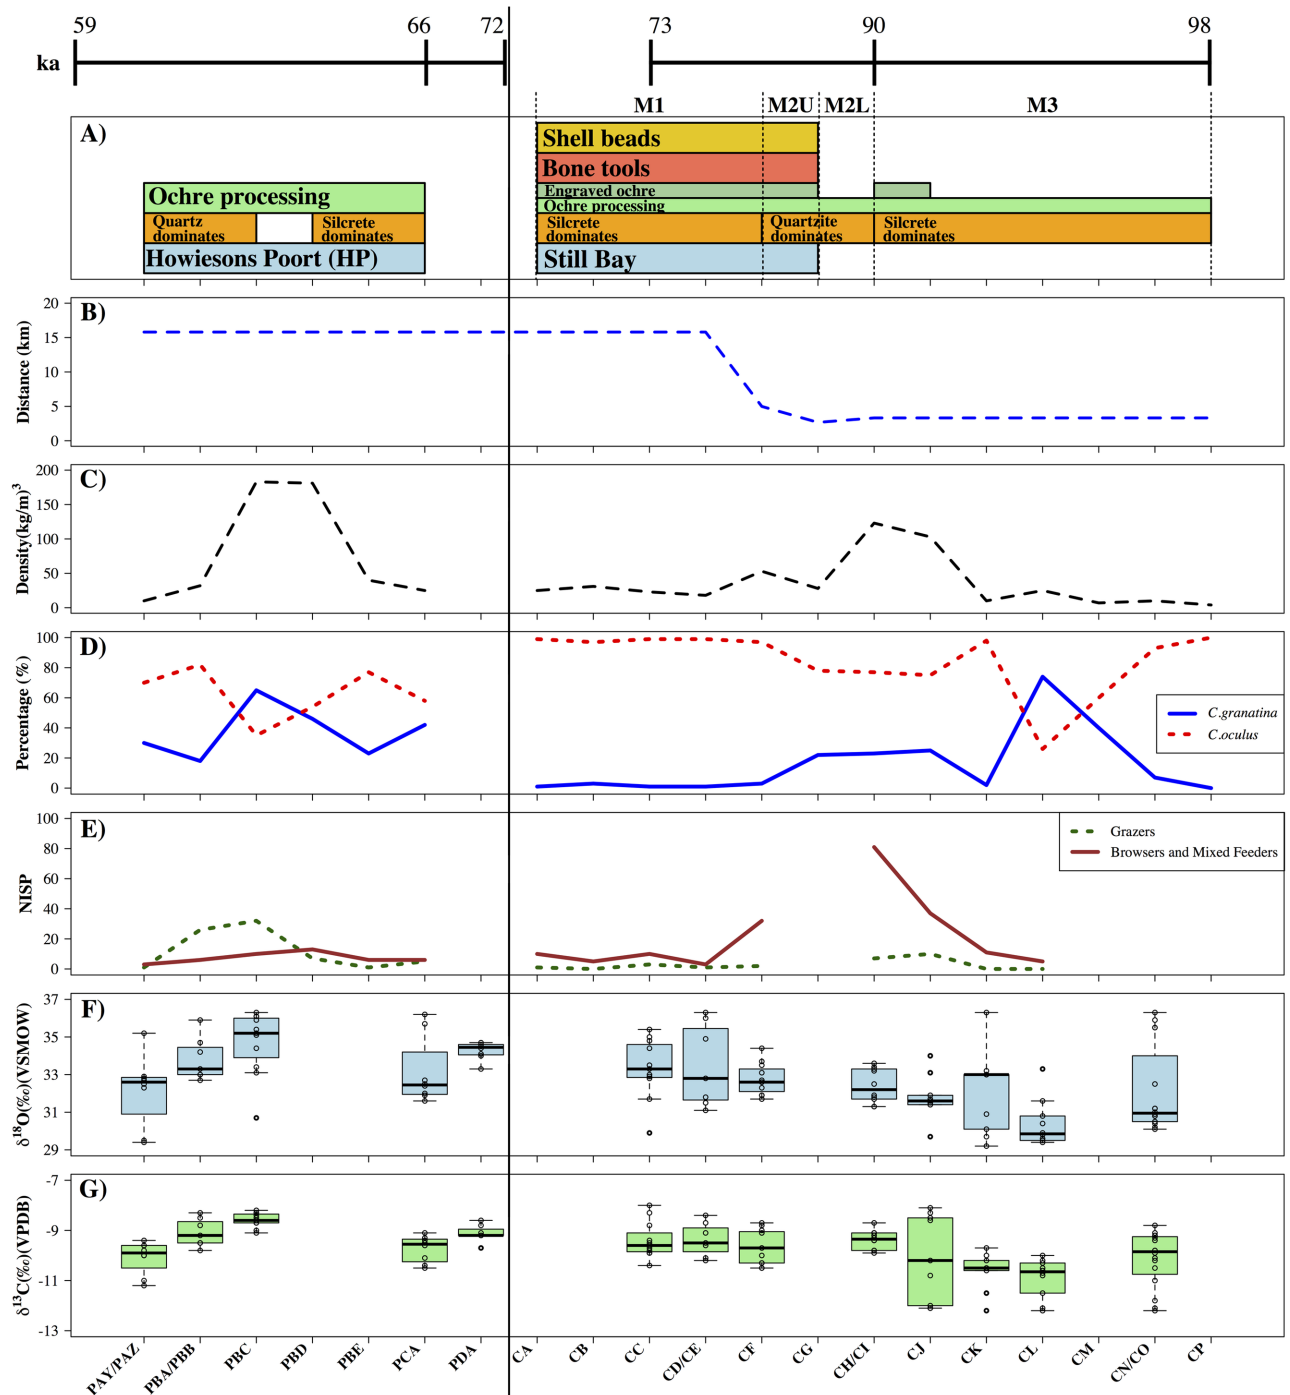 59 66 72 73 90 98
ka
M1 M2U M2L M3
A)
Shell beads
Bone tools
Engraved ochre
Ochre processing
Ochre processing
Quartz dominates
Silcrete dominates
Silcrete dominates
Quartzite dominates
Silcrete dominates
Howiesons Poort (HP)
Still Bay
B)
Distance (km)
20
15
10
5
0
C)
Density(kg/m)³
200
150
100
50
0
D)
Percentage (%)
100
80
60
40
20
0
C.granatina
C.oculus
E)
NISP
100
80
60
40
20
0
Grazers
Browsers and Mixed Feeders
F)
δ¹⁸O(‰)(VSMOW)
37
35
33
31
29
G)
δ¹³C(‰)(VPDB)
-7
-9
-11
-13
PAY/PAZ PBA/PBB PBC PBD PBE PCA PDA CA CB CC CD/CE CF CG CH/CI CJ CK CL CM CN/CO CP